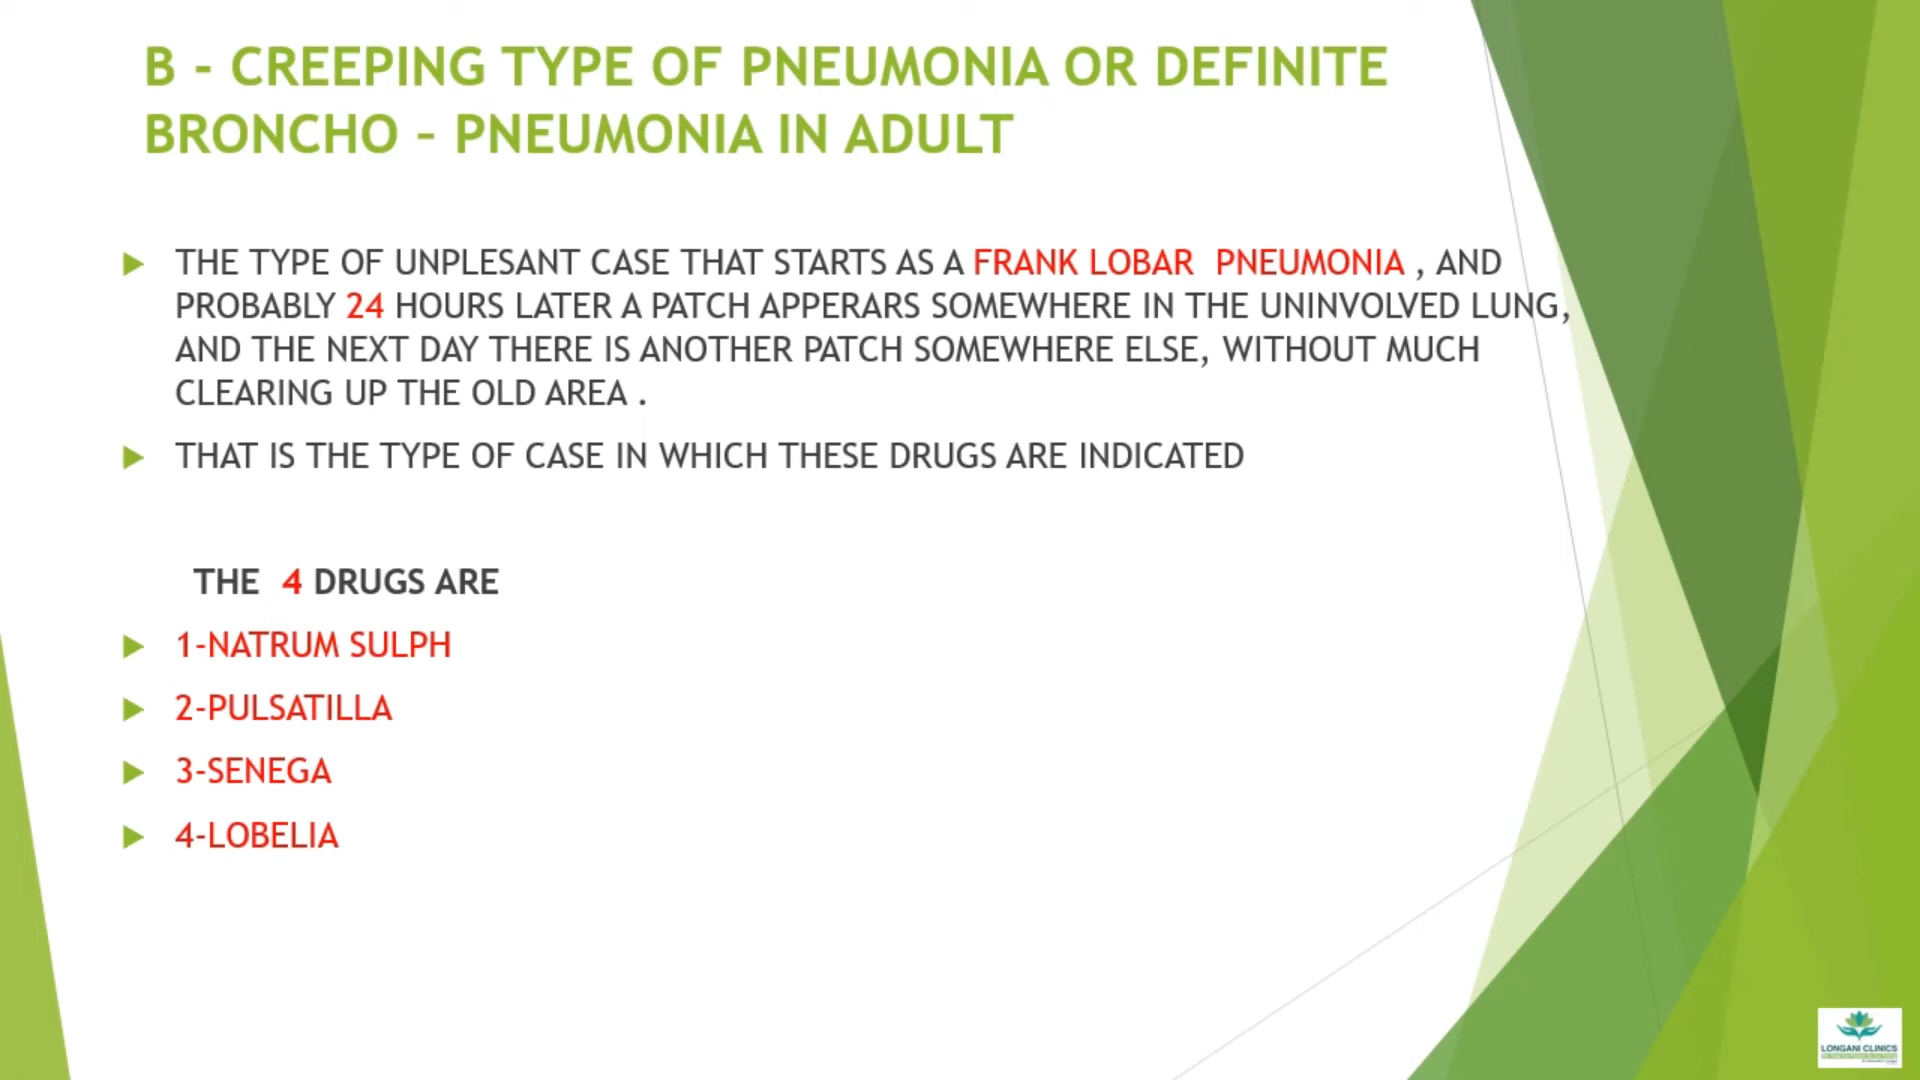 B - CREEPING TYPE OF PNEUMONIA OR DEFINITE
BRONCHO – PNEUMONIA IN ADULT
THE TYPE OF UNPLESANT CASE THAT STARTS AS A FRANK LOBAR PNEUMONIA , AND
PROBABLY 24 HOURS LATER A PATCH APPERARS SOMEWHERE IN THE UNINVOLVED LUNG,
AND THE NEXT DAY THERE IS ANOTHER PATCH SOMEWHERE ELSE, WITHOUT MUCH
CLEARING UP THE OLD AREA .
THAT IS THE TYPE OF CASE IN WHICH THESE DRUGS ARE INDICATED
THE 4 DRUGS ARE
1-NATRUM SULPH
2-PULSATILLA
3-SENEGA
4-LOBELIA
LONGANI CLINICS